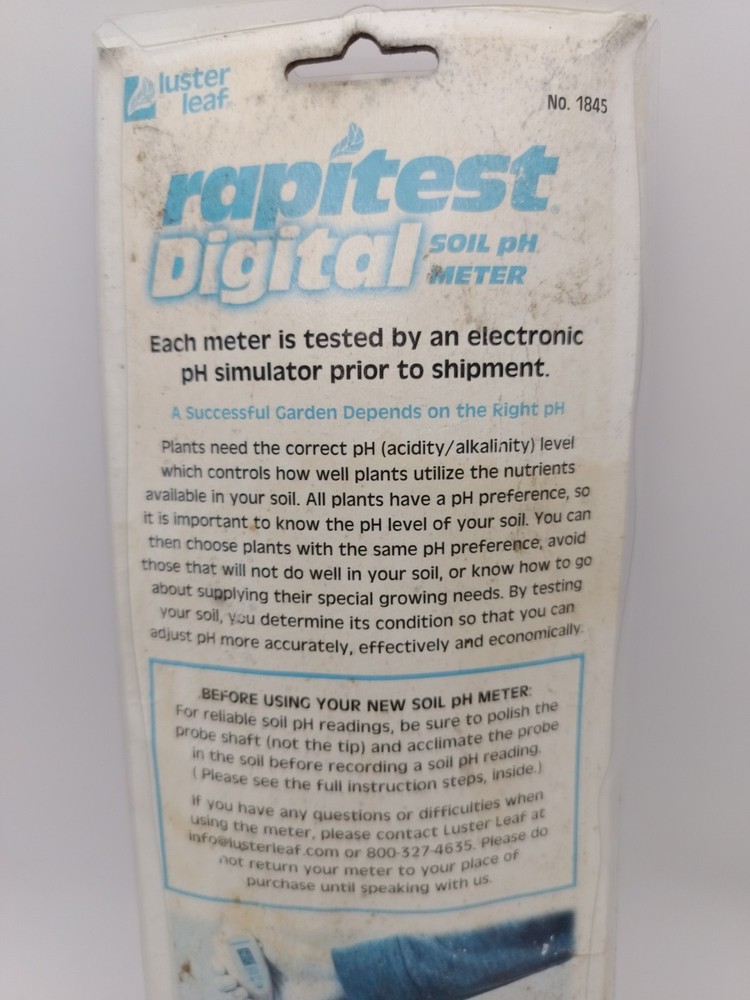 luster
leaf
No. 1845
rapitest
Digital
SOIL pH
METER
Each meter is tested by an electronic
pH simulator prior to shipment.
A Successful Garden Depends on the Right pH
Plants need the correct pH (acidity/alkalinity) level
which controls how well plants utilize the nutrients
available in your soil. All plants have a pH preference, so
it is important to know the pH level of your soil. You can
then choose plants with the same pH preference, avoid
those that will not do well in your soil, or know how to go
about supplying their special growing needs. By testing
your soil, you determine its condition so that you can
adjust pH more accurately, effectively and economically.
BEFORE USING YOUR NEW SOIL pH METER:
For reliable soil pH readings, be sure to polish the
probe shaft (not the tip) and acclimate the probe
in the soil before recording a soil pH reading.
( Please see the full instruction steps, inside.)
If you have any questions or difficulties when
using the meter, please contact Luster Leaf at
info@lusterleaf.com or 800-327-4635. Please do
not return your meter to your place of
purchase until speaking with us.